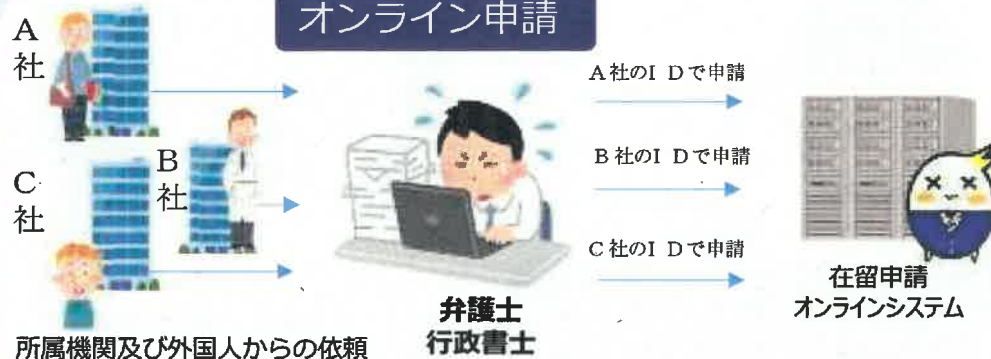 オンライン申請
A
社
B
社
C
社
A社のIDで申請
B社のIDで申請
C社のIDで申請
弁護士
行政書士
在留申請
オンラインシステム
所属機関及び外国人からの依頼